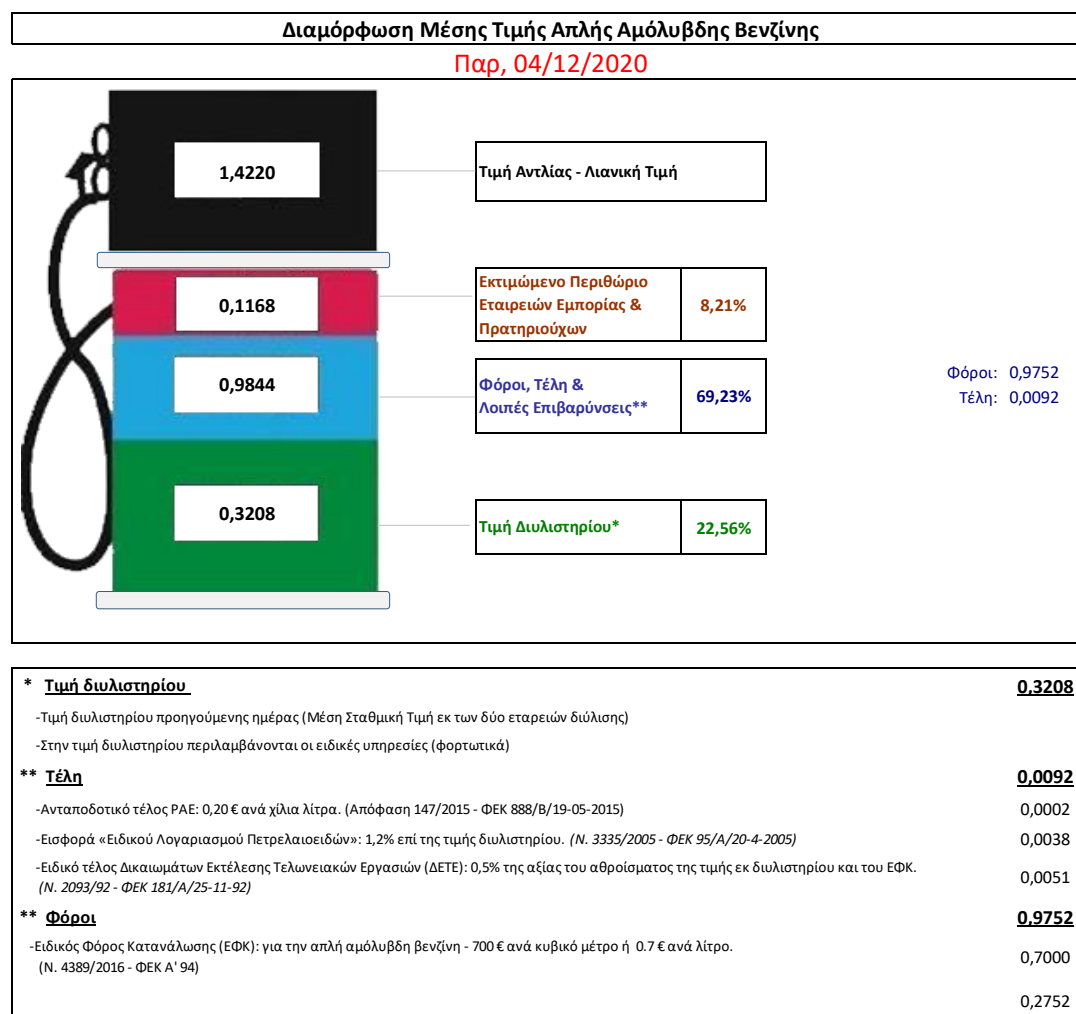 Διαμόρφωση Μέσης Τιμής Απλής Αμόλυβδης Βενζίνης
Παρ, 04/12/2020
1,4220
Τιμή Αντλίας - Λιανική Τιμή
0,1168
Εκτιμώμενο Περιθώριο
Εταιρειών Εμπορίας &
Πρατηριούχων
8,21%
0,9844
Φόροι, Τέλη &
Λοιπές Επιβαρύνσεις**
69,23%
Φόροι: 0,9752
Τέλη: 0,0092
0,3208
Τιμή Διυλιστηρίου*
22,56%
* Τιμή διυλιστηρίου 0,3208
-Τιμή διυλιστηρίου προηγούμενης ημέρας (Μέση Σταθμική Τιμή εκ των δύο εταρειών διύλισης)
-Στην τιμή διυλιστηρίου περιλαμβάνονται οι ειδικές υπηρεσίες (φορτωτικά)
** Τέλη 0,0092
-Ανταποδοτικό τέλος ΡΑΕ: 0,20 € ανά χίλια λίτρα. (Απόφαση 147/2015 - ΦΕΚ 888/Β/19-05-2015) 0,0002
-Εισφορά «Ειδικού Λογαριασμού Πετρελαιοειδών»: 1,2% επί της τιμής διυλιστηρίου. (Ν. 3335/2005 - ΦΕΚ 95/Α/20-4-2005) 0,0038
-Ειδικό τέλος Δικαιωμάτων Εκτέλεσης Τελωνειακών Εργασιών (ΔΕΤΕ): 0,5% της αξίας του αθροίσματος της τιμής εκ διυλιστηρίου και του ΕΦΚ. 0,0051
(Ν. 2093/92 - ΦΕΚ 181/Α/25-11-92)
** Φόροι 0,9752
-Ειδικός Φόρος Κατανάλωσης (ΕΦΚ): για την απλή αμόλυβδη βενζίνη - 700 € ανά κυβικό μέτρο ή 0.7 € ανά λίτρο. 0,7000
(Ν. 4389/2016 - ΦΕΚ Α' 94)
0,2752